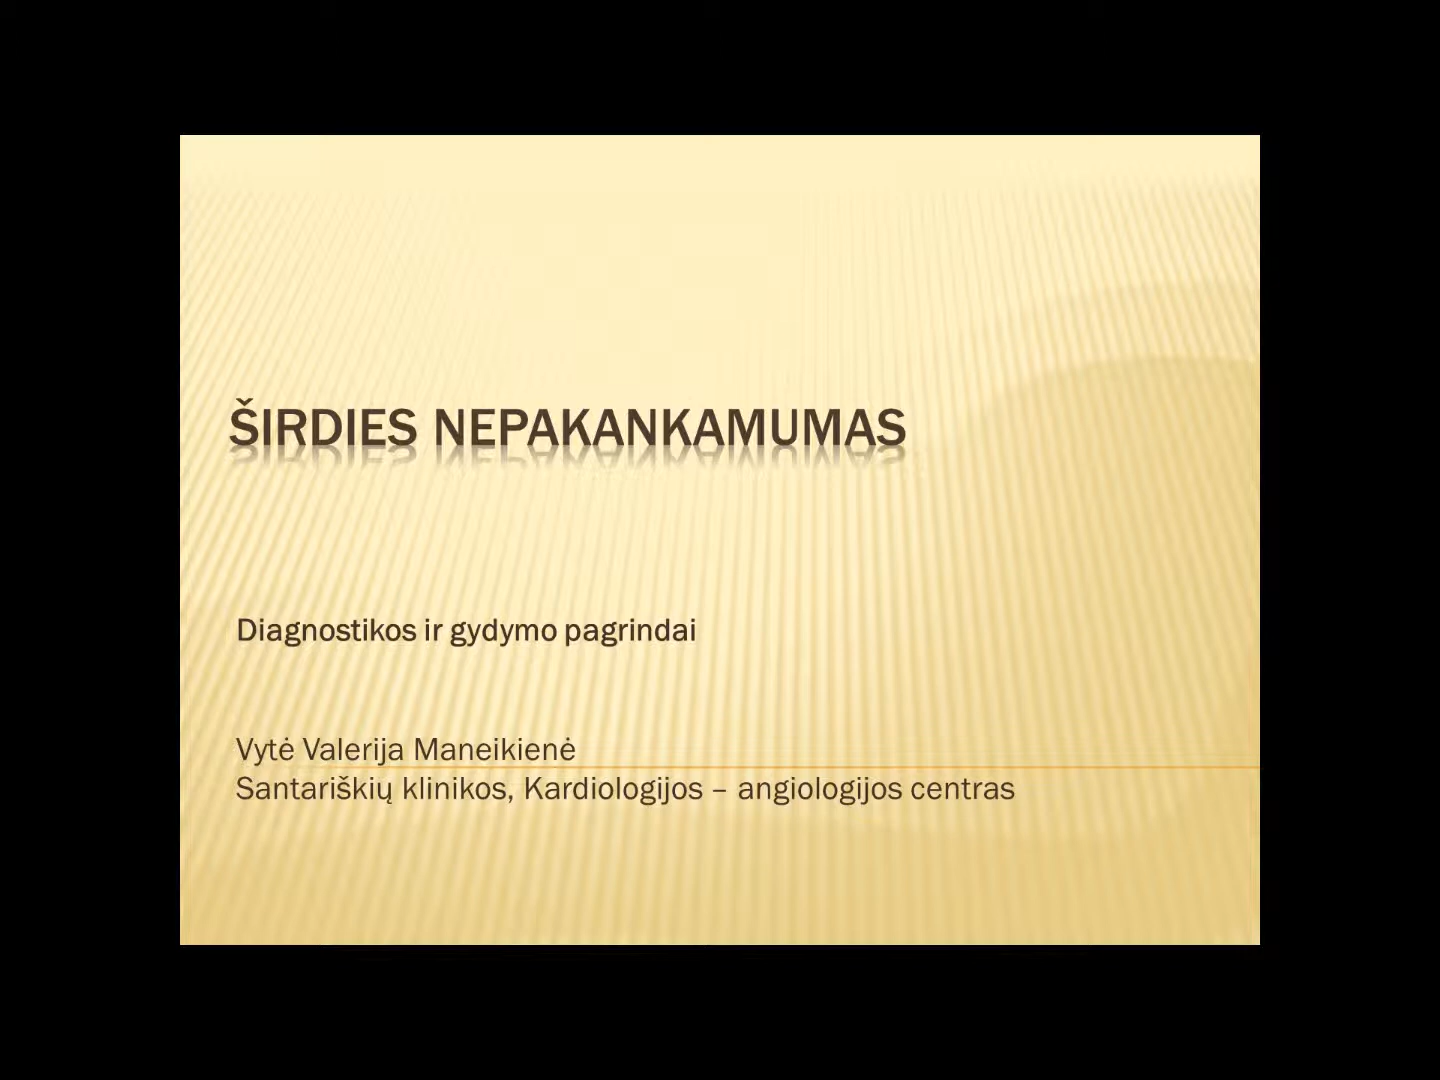 ŠIRDIES NEPAKANKAMUMAS
Diagnostikos ir gydymo pagrindai
Vytė Valerija Maneikienė
Santariškių klinikos, Kardiologijos – angiologijos centras